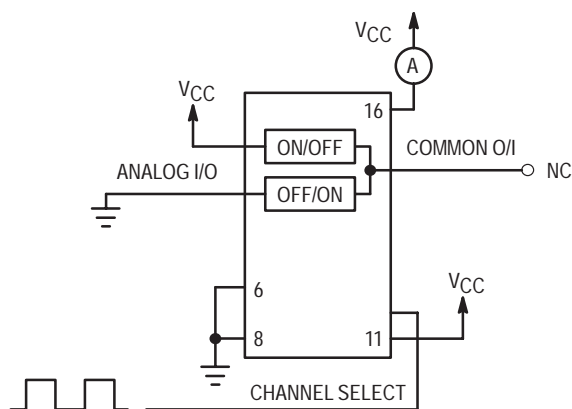 VCC
A
VCC
16
ON/OFF
COMMON O/I
NC
ANALOG I/O
OFF/ON
VCC
6
8
11
CHANNEL SELECT